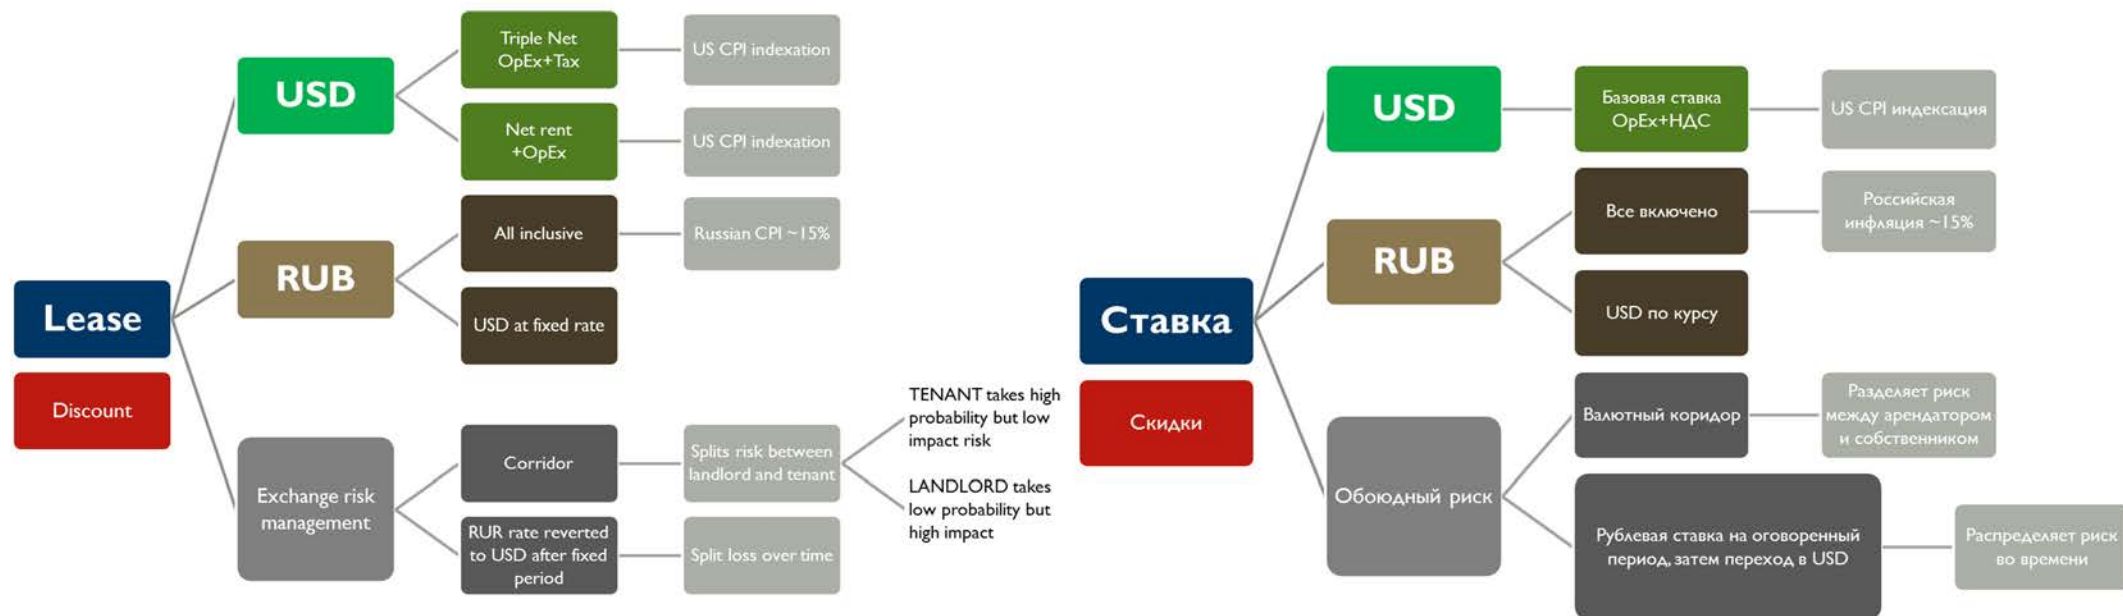 Lease
Discount
USD
Triple Net
OpEx+Tax
US CPI indexation
Net rent
+OpEx
US CPI indexation
RUB
All inclusive
Russian CPI ~15%
USD at fixed rate
Exchange risk
management
Corridor
Splits risk between
landlord and tenant
TENANT takes high
probability but low
impact risk
LANDLORD takes
low probability but
high impact
RUR rate reverted
to USD after fixed
period
Split loss over time
Ставка
Скидки
USD
Базовая ставка
OpEx+НДС
US CPI индексация
RUB
Все включено
Российская
инфляция ~15%
USD по курсу
Обоюдный риск
Валютный коридор
Разделяет риск
между арендатором
и собственником
Рублевая ставка на оговоренный
период, затем переход в USD
Распределяет риск
во времени